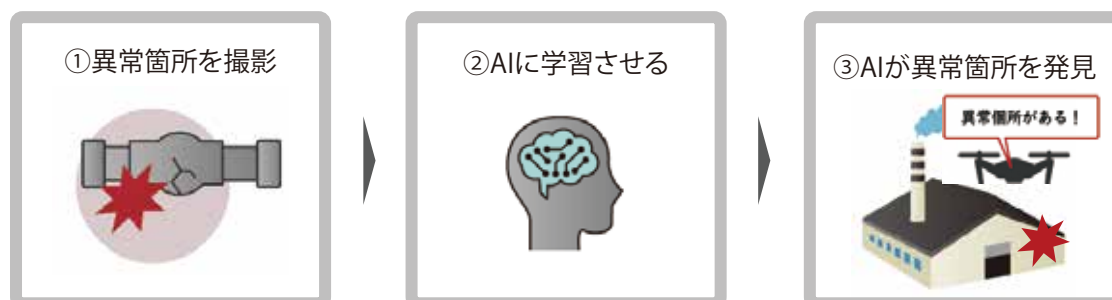 ①異常箇所を撮影
②AIに学習させる
③AIが異常箇所を発見
異常個所がある！